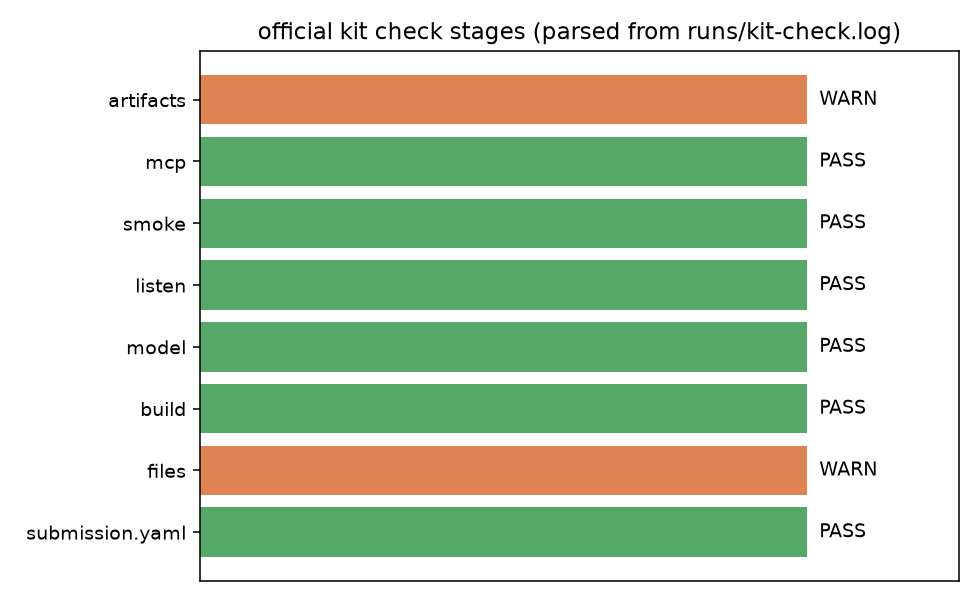 official kit check stages (parsed from runs/kit-check.log)
artifacts WARN
mcp PASS
smoke PASS
listen PASS
model PASS
build PASS
files WARN
submission.yaml PASS